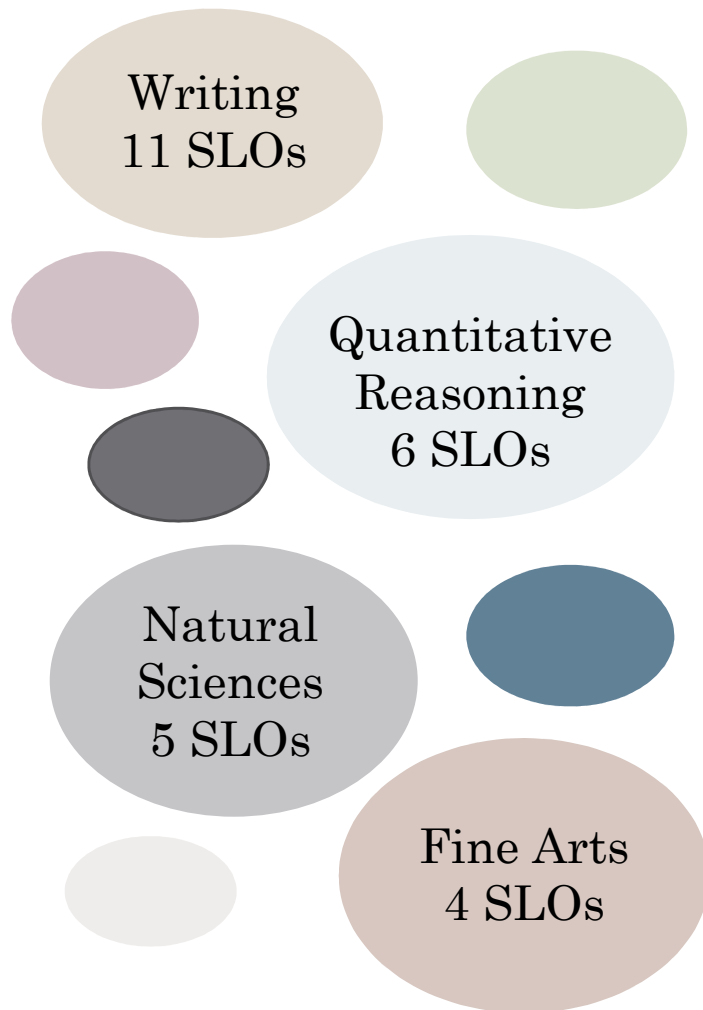 Writing
11 SLOs
Quantitative
Reasoning
6 SLOs
Natural
Sciences
5 SLOs
Fine Arts
4 SLOs